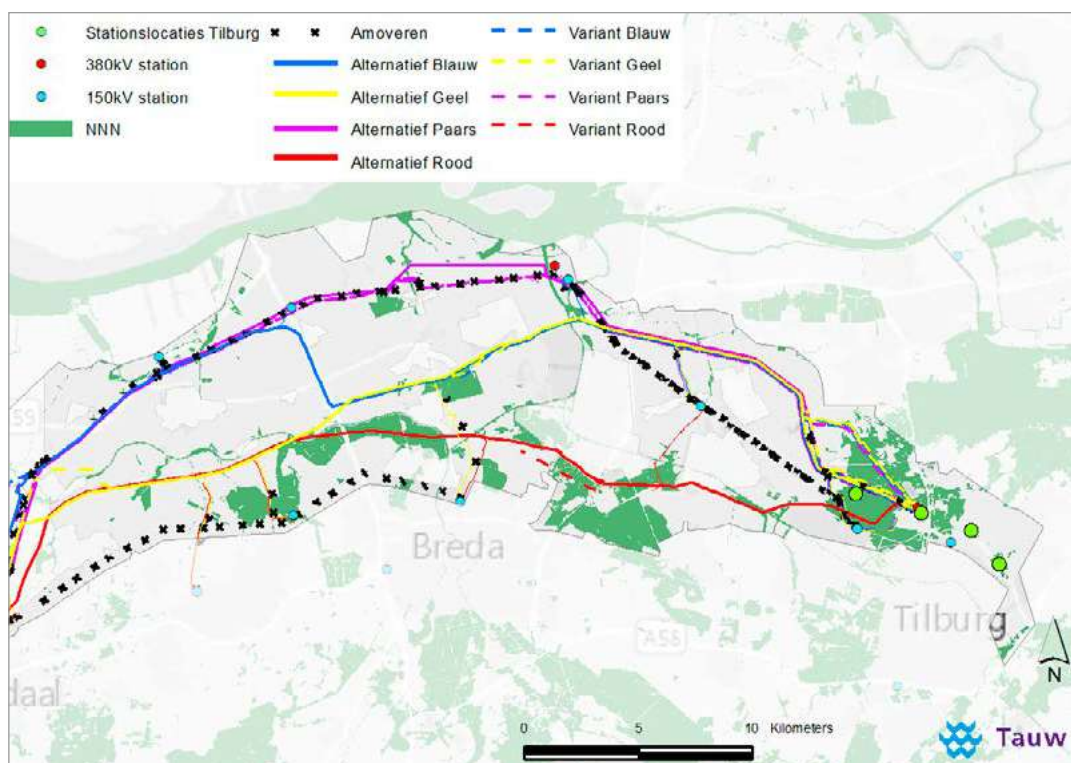 Stationslocaties Tilburg
380kV station
150kV station
NNN
Amoveren
Alternatief Blauw
Alternatief Geel
Alternatief Paars
Alternatief Rood
Variant Blauw
Variant Geel
Variant Paars
Variant Rood
59
Breda
A58
Tilburg
N
daal
0 5 10 Kilometers
Tauw